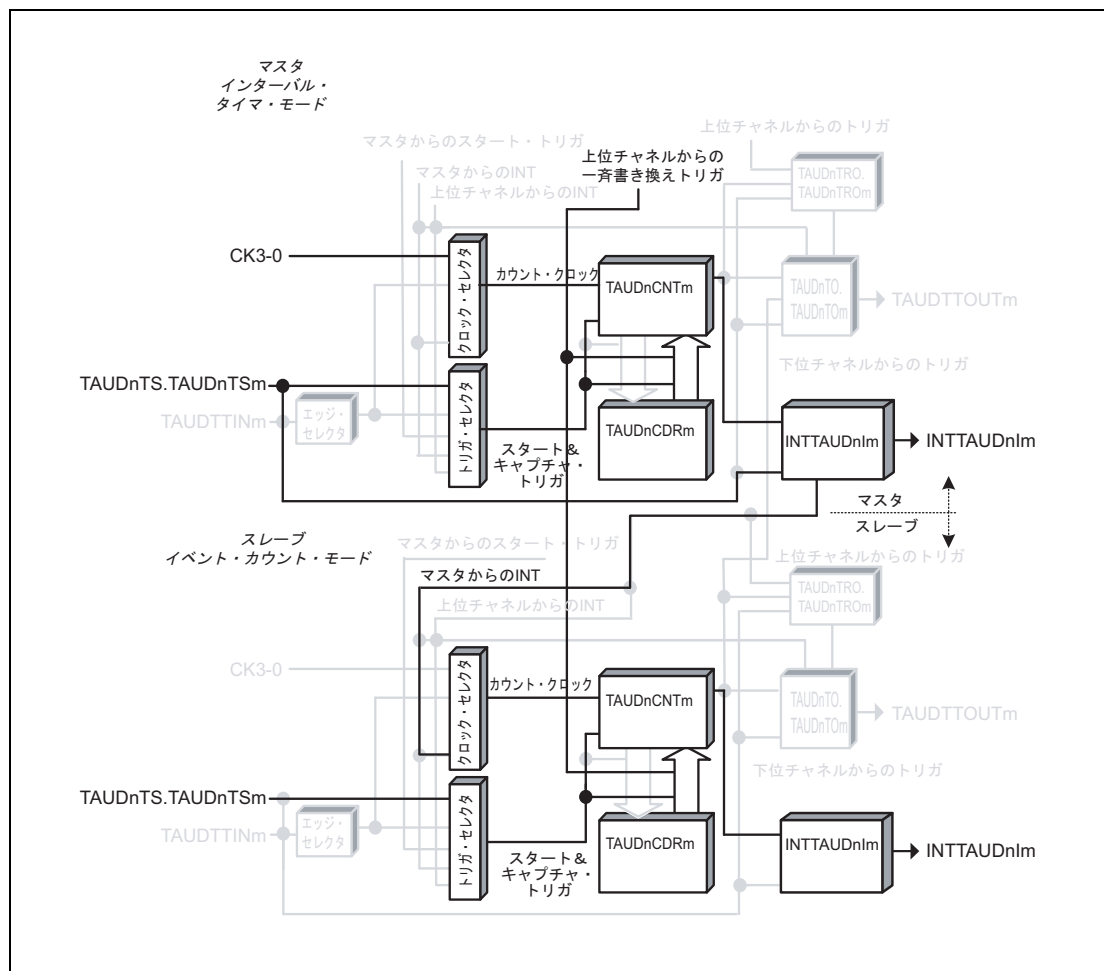 マスタ
インターバル・
タイマ・モード
上位チャネルからのトリガ
マスタからのスタート・トリガ
上位チャネルからの
一斉書き換えトリガ
マスタからのINT
上位チャネルからのINT
TAUDnTRO.
TAUDnTROm
CK3-0
クロック・セレクタ
カウント・クロック
TAUDnCNTm
TAUDnTO.
TAUDnTOm
TAUDTTOUTm
下位チャネルからのトリガ
TAUDnTS.TAUDnTSm
TAUDTTINm
エッジ・
セレクタ
トリガ・セレクタ
スタート&
キャプチャ・
トリガ
TAUDnCDRm
INTTAUDnIm
INTTAUDnIm
マスタ
スレーブ
スレーブ
イベント・カウント・モード
マスタからのスタート・トリガ
上位チャネルからのトリガ
マスタからのINT
上位チャネルからのINT
TAUDnTRO.
TAUDnTROm
CK3-0
クロック・セレクタ
カウント・クロック
TAUDnCNTm
TAUDnTO.
TAUDnTOm
TAUDTTOUTm
下位チャネルからのトリガ
TAUDnTS.TAUDnTSm
TAUDTTINm
エッジ・
セレクタ
トリガ・セレクタ
スタート&
キャプチャ・
トリガ
TAUDnCDRm
INTTAUDnIm
INTTAUDnIm